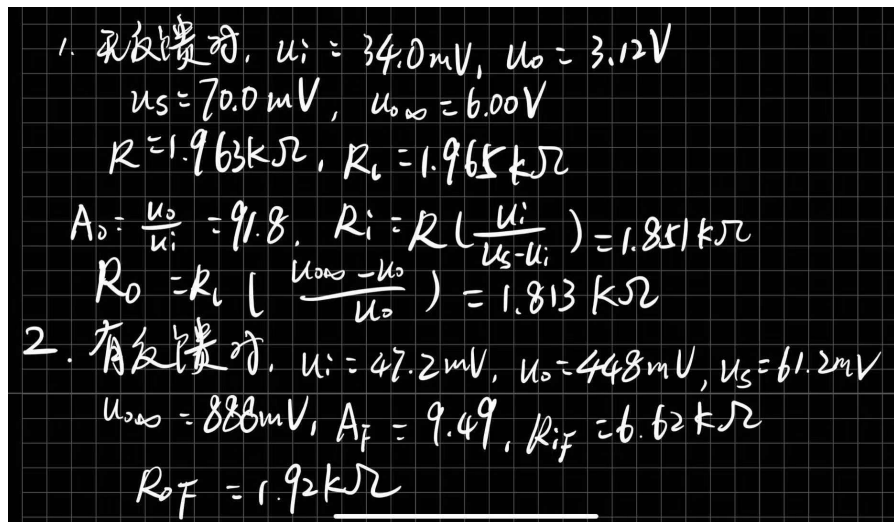 1. 无反馈时, ui = 34.0mV, uo = 3.12V
us = 70.0mV, uo∞ = 6.00V
R = 1.963kΩ, RL = 1.965kΩ
Ao = uo/ui = 91.8, Ri = R(ui/(us-ui)) = 1.851kΩ
Ro = RL[(uo∞-uo)/uo) = 1.813KΩ
2. 有反馈时, ui = 47.2mV, uo = 448mV, us = 61.2mV
uo∞ = 888mV, AF = 9.49, RiF = 6.62kΩ
RoF = 1.92kΩ